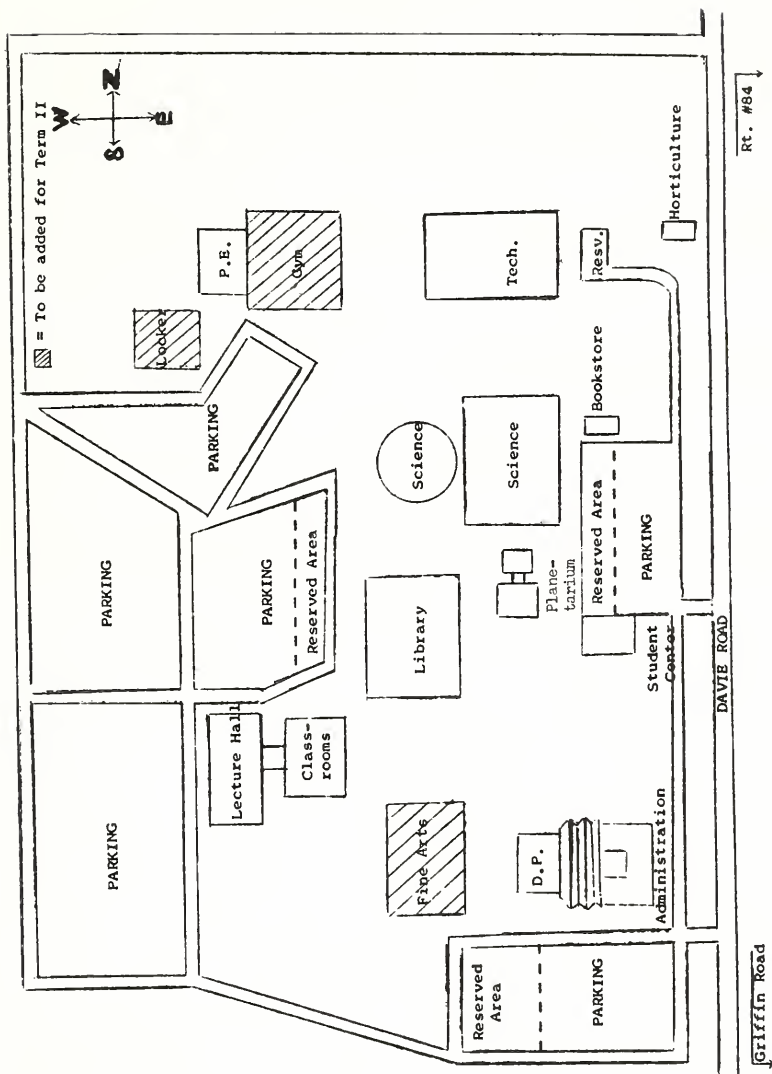 = To be added for Term II
W
N
S
E
PARKING
PARKING
PARKING
PARKING
Reserved Area
Locker
P.E.
Gym
Lecture Hall
Class-
rooms
Library
Science
Science
Tech.
Fine Arts
Plane-
tarium
D.P.
Administration
Student
Center
Reserved Area
PARKING
Bookstore
Resv.
Horticulture
Reserved
Area
PARKING
DAVIE ROAD
Griffin Road
Rt. #84